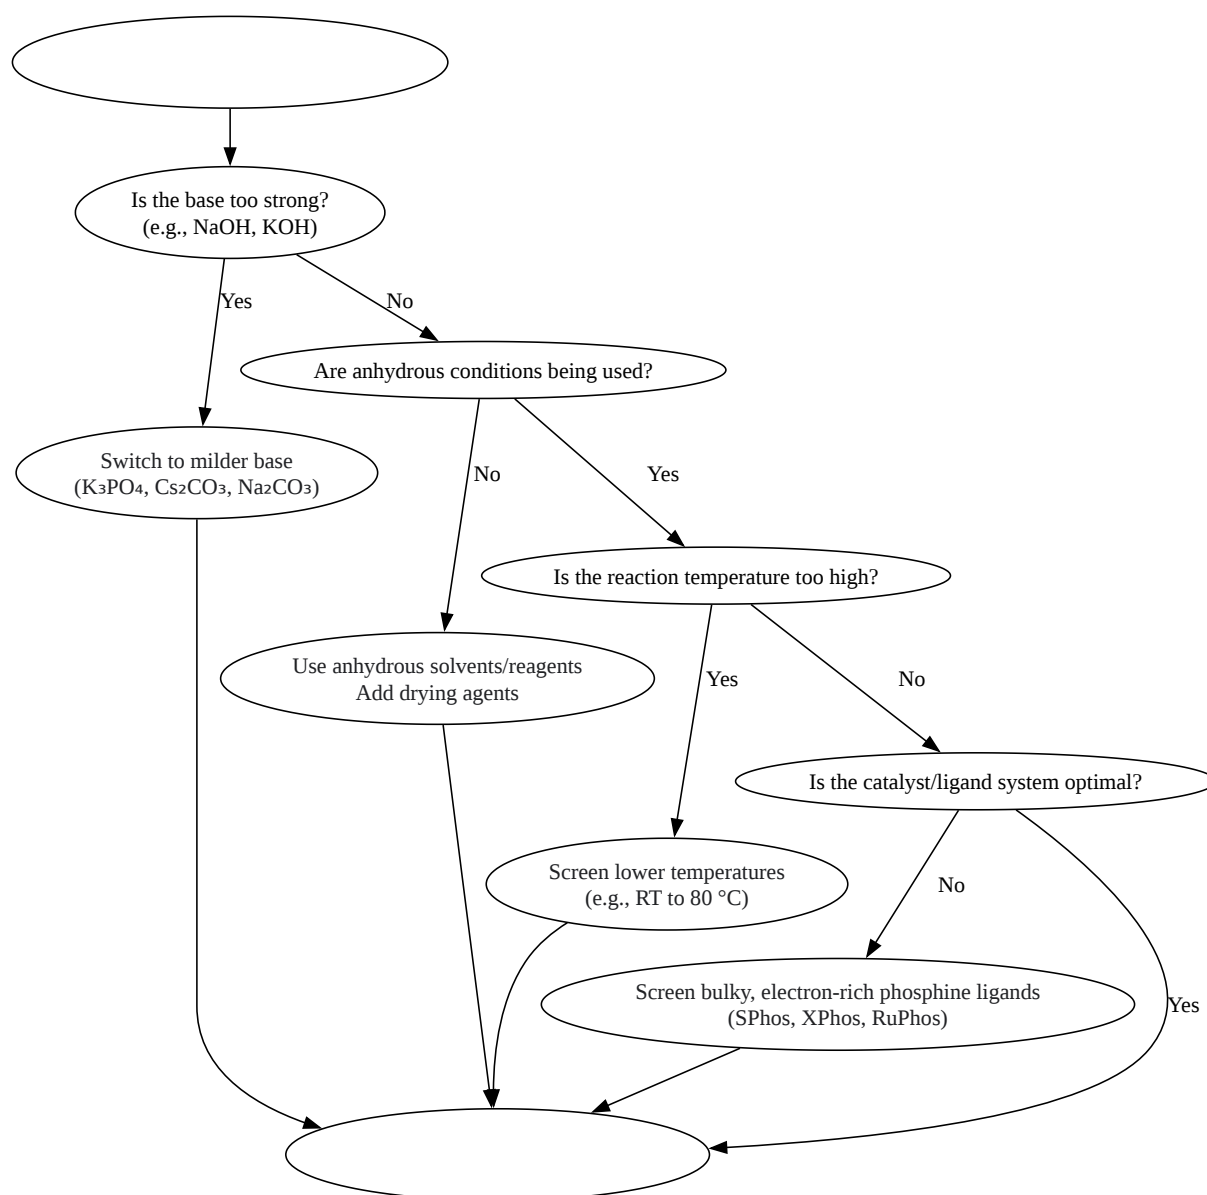 Is the base too strong?
(e.g., NaOH, KOH)
Yes
No
Are anhydrous conditions being used?
Switch to milder base
(K₃PO₄, Cs₂CO₃, Na₂CO₃)
No
Yes
Is the reaction temperature too high?
Use anhydrous solvents/reagents
Add drying agents
Yes
No
Is the catalyst/ligand system optimal?
Screen lower temperatures
(e.g., RT to 80 °C)
No
Screen bulky, electron-rich phosphine ligands
(SPhos, XPhos, RuPhos)
Yes